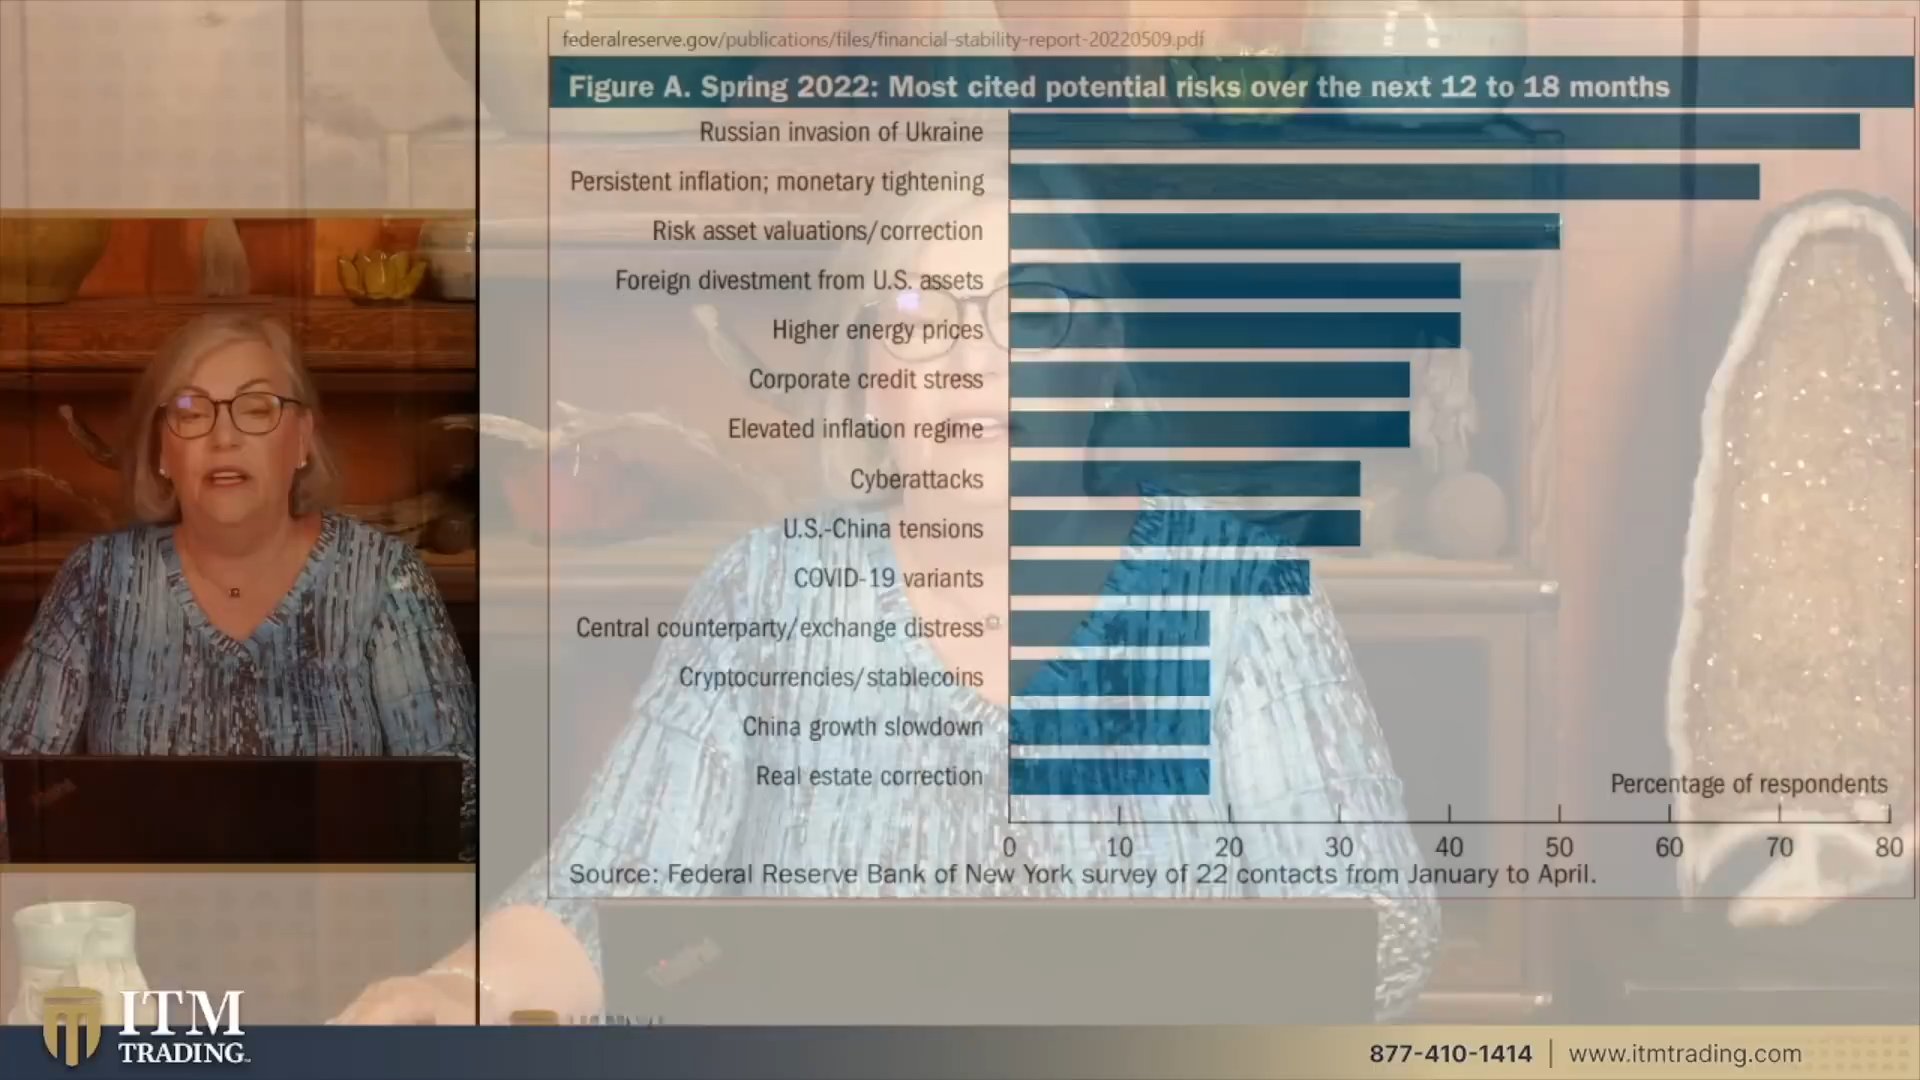 federalreserve.gov/publications/files/financial-stability-report-20220509.pdf
Figure A. Spring 2022: Most cited potential risks over the next 12 to 18 months
Russian invasion of Ukraine
Persistent inflation; monetary tightening
Risk asset valuations/correction
Foreign divestment from U.S. assets
Higher energy prices
Corporate credit stress
Elevated inflation regime
Cyberattacks
U.S.-China tensions
COVID-19 variants
Central counterparty/exchange distress
Cryptocurrencies/stablecoins
China growth slowdown
Real estate correction
Percentage of respondents
0 10 20 30 40 50 60 70 80
Source: Federal Reserve Bank of New York survey of 22 contacts from January to April.
ITM
TRADING
877-410-1414 | www.itmtrading.com